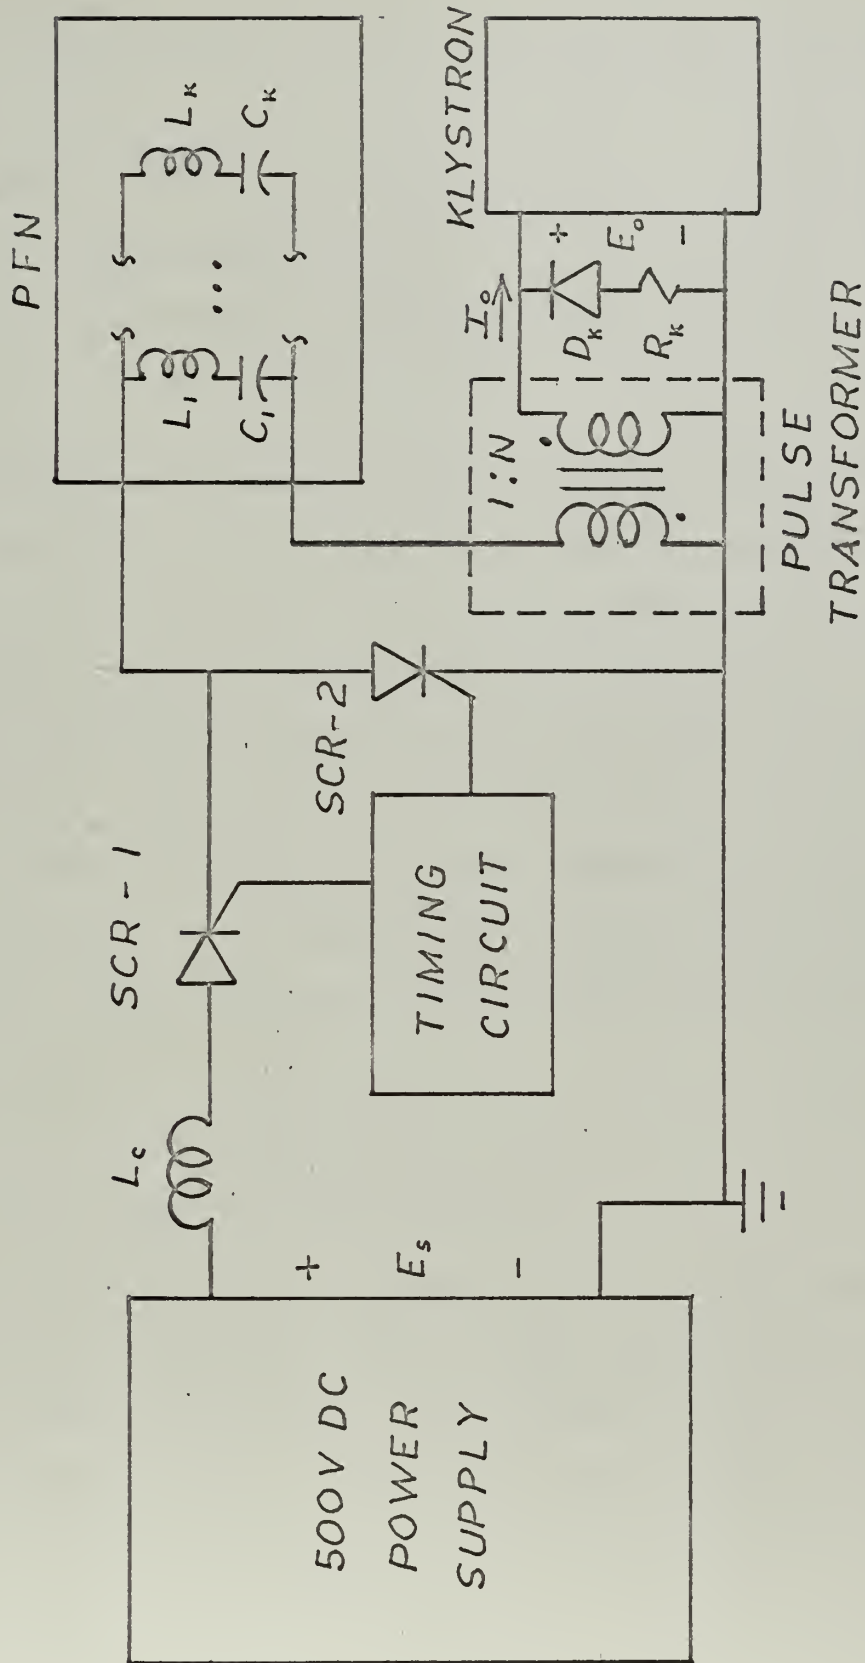 500V DC
POWER
SUPPLY
+
E_s
-
L_c
SCR-1
TIMING
CIRCUIT
SCR-2
PFN
L_1
C_1
...
L_K
C_K
1:N
PULSE
TRANSFORMER
I_o
D_K
R_K
+
E_o
-
KLYSTRON